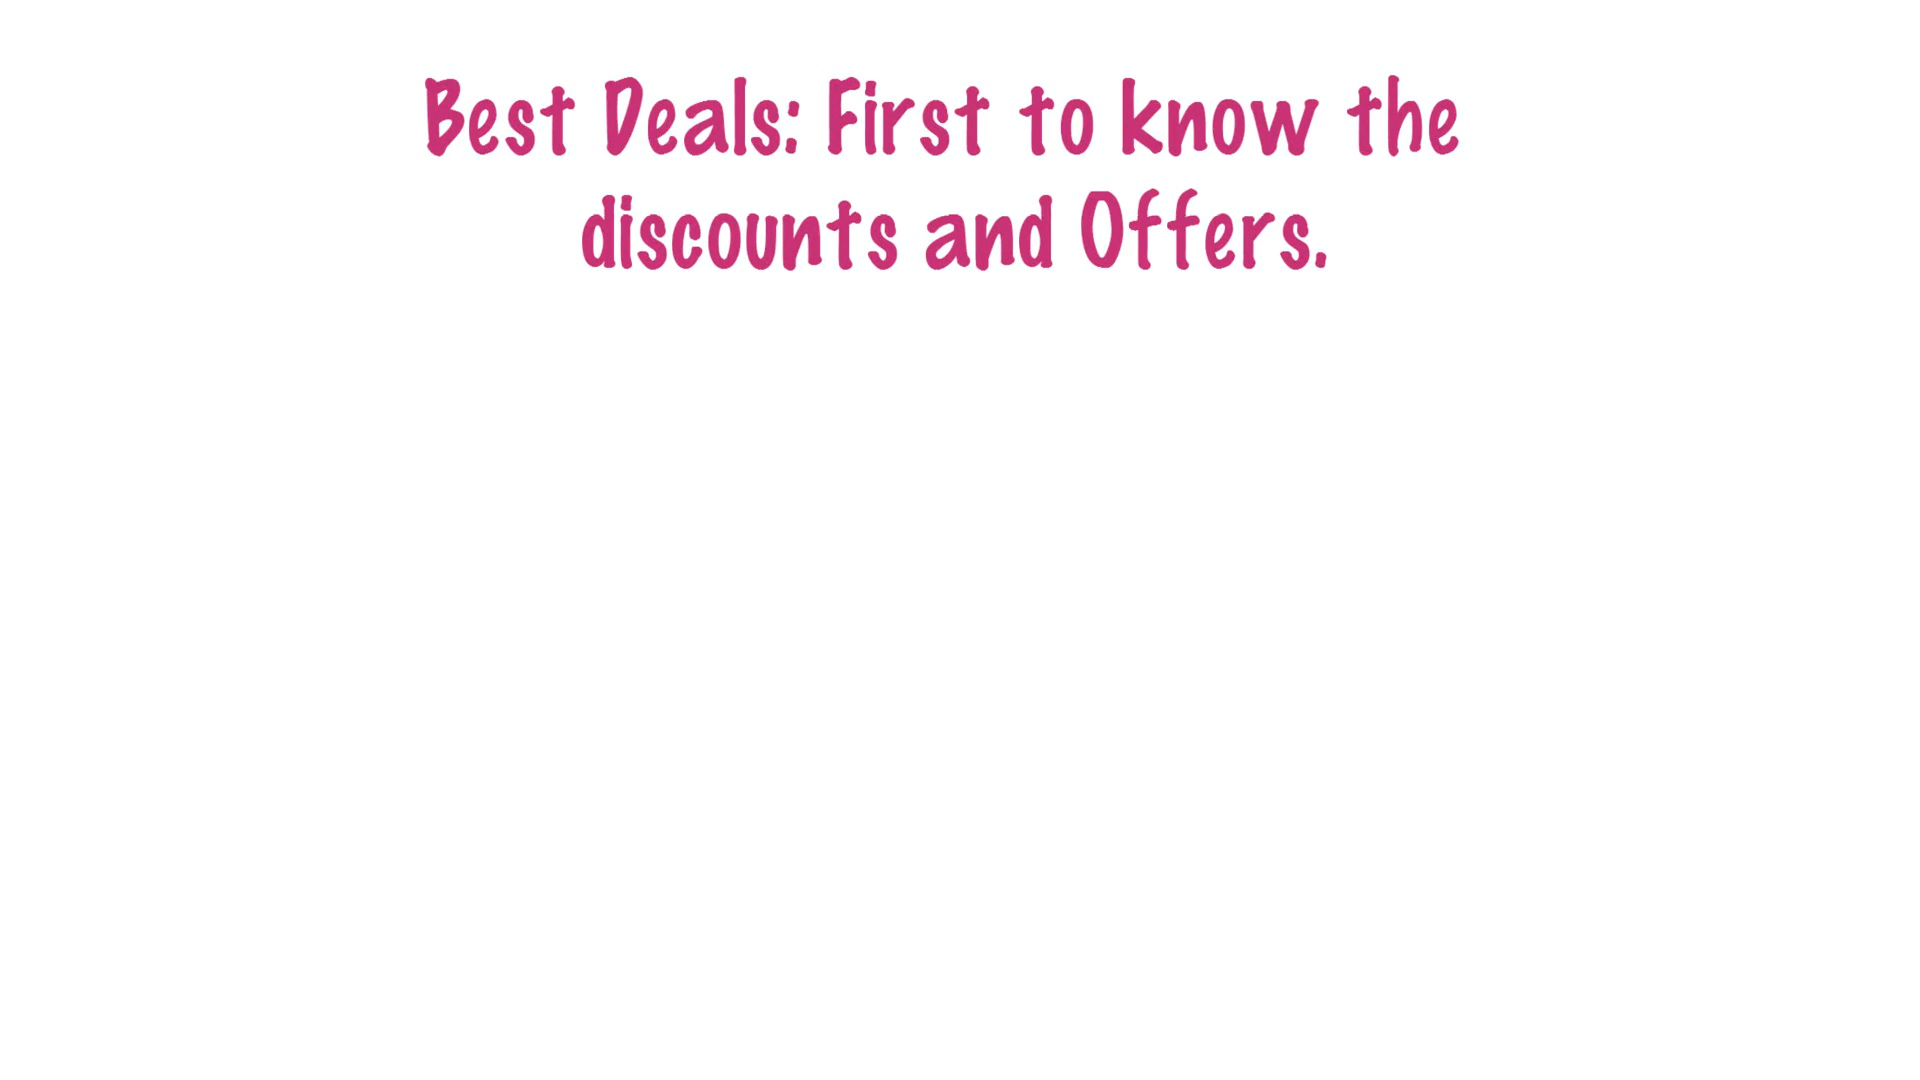 Best Deals: First to know the
discounts and Offers.